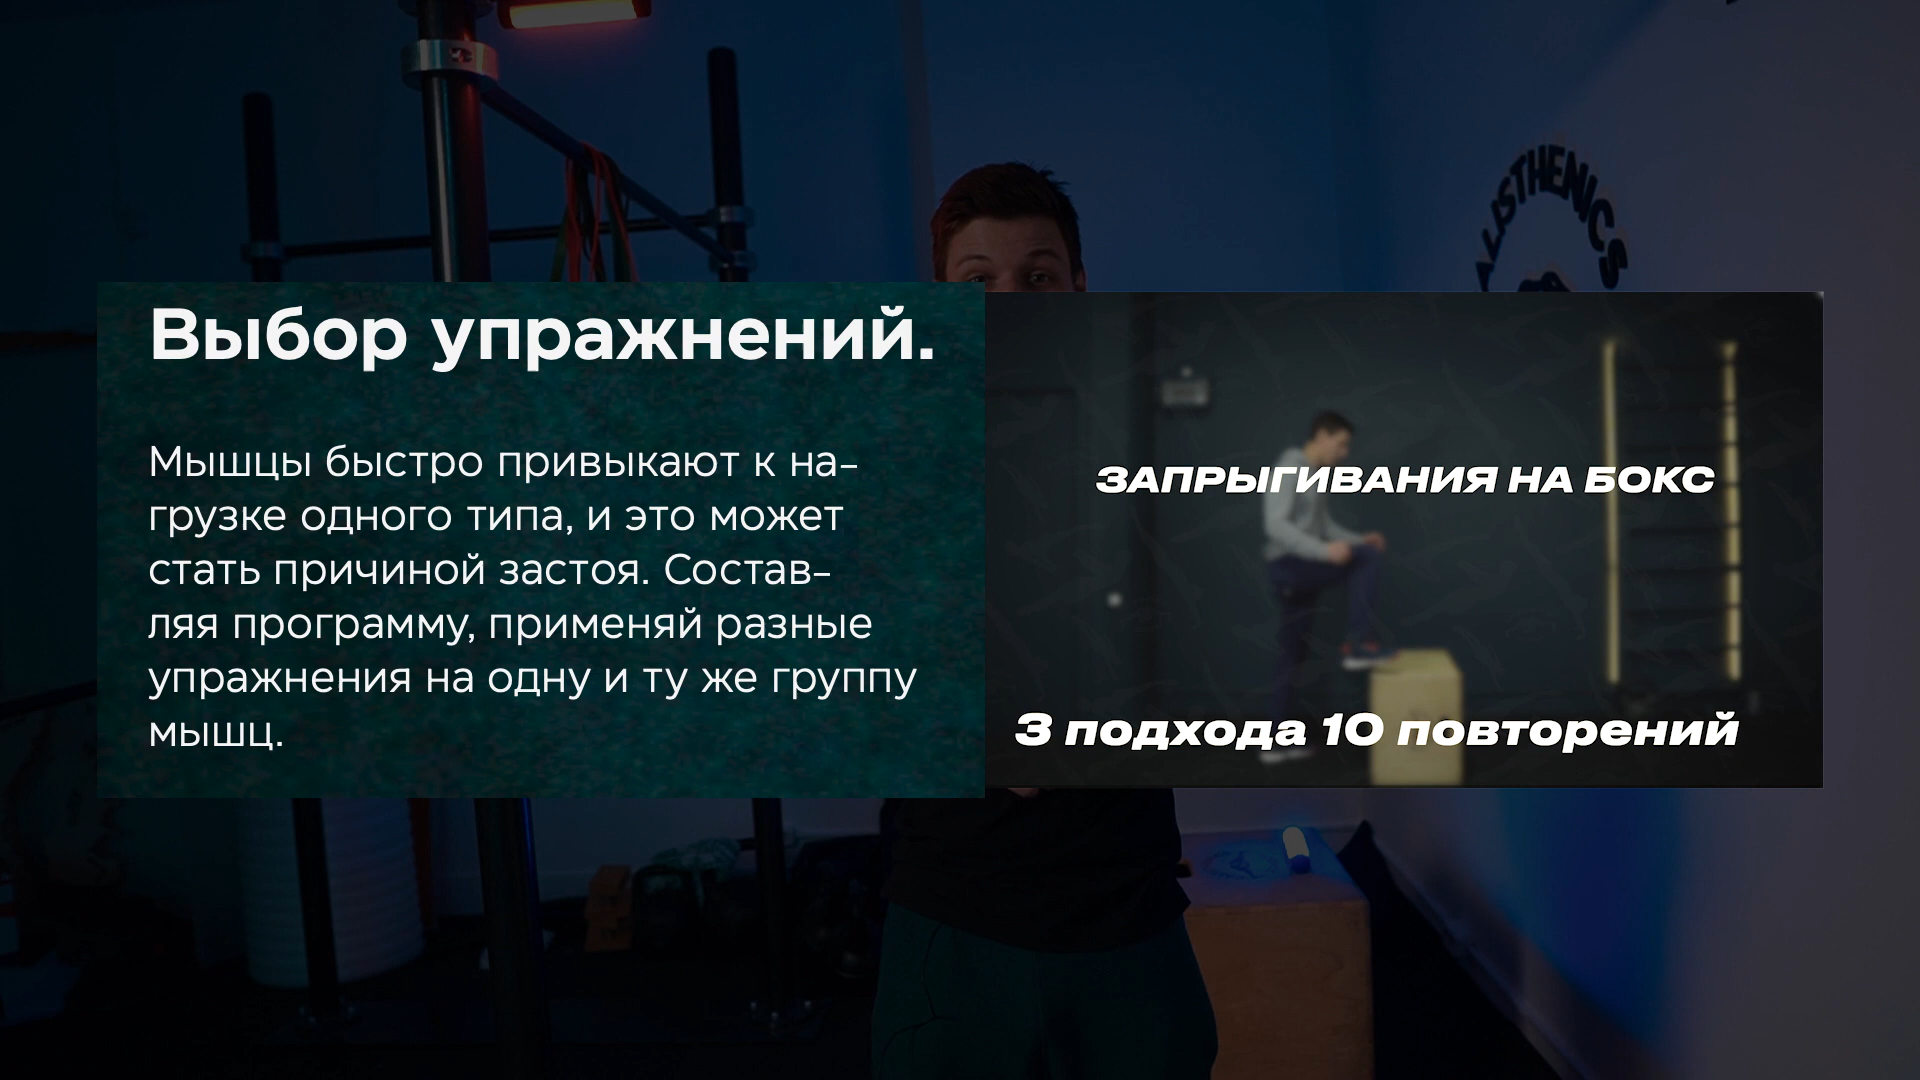 Выбор упражнений.
Мышцы быстро привыкают к на-
грузке одного типа, и это может
стать причиной застоя. Состав-
ляя программу, применяй разные
упражнения на одну и ту же группу
мышц.
ЗАПРЫГИВАНИЯ НА БОКС
3 подхода 10 повторений
ALISTHENICS